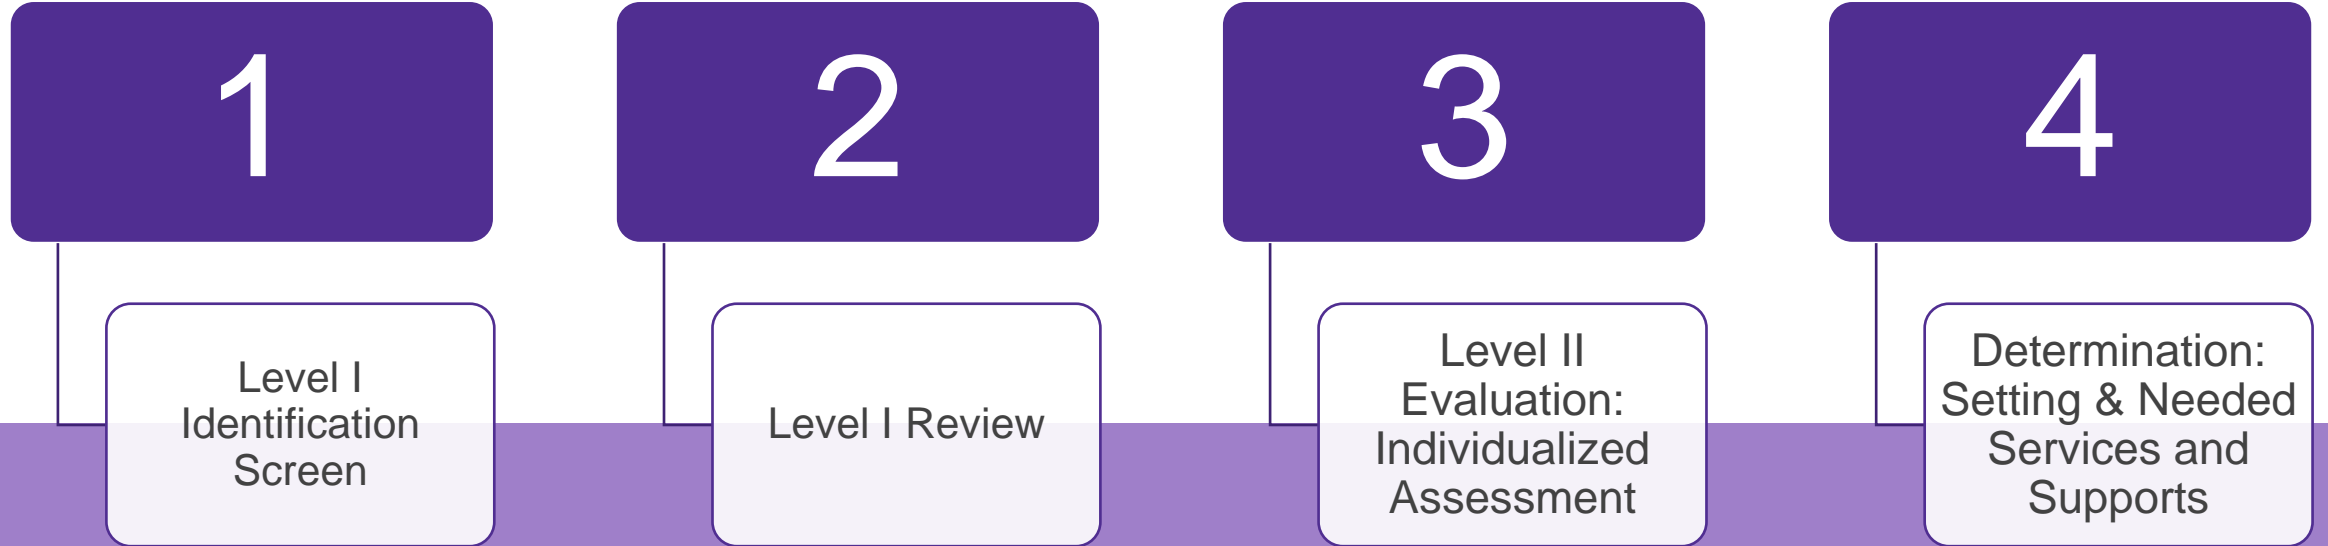 1
Level I
Identification
Screen
2
Level I Review
3
Level II
Evaluation:
Individualized
Assessment
4
Determination:
Setting & Needed
Services and
Supports